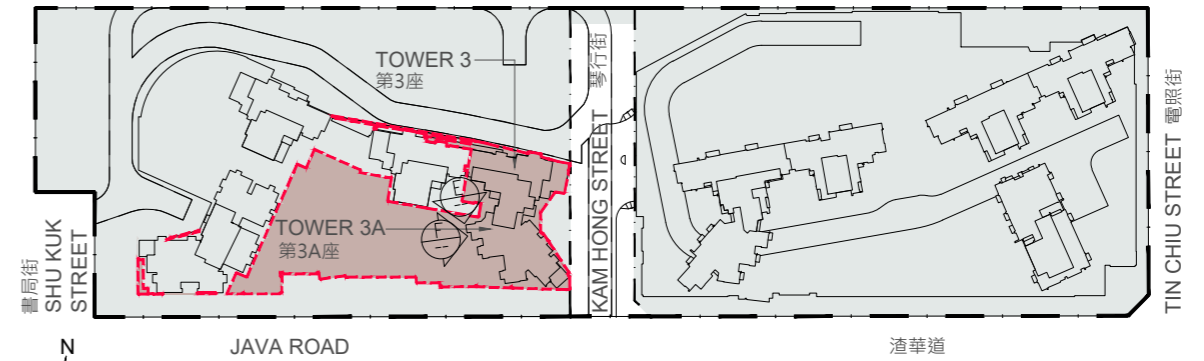 TOWER 3
第3座
琴行街
KAM HONG STREET
TIN CHIU STREET 電照街
TOWER 3A
第3A座
書局街
SHU KUK
STREET
N
JAVA ROAD
渣華道